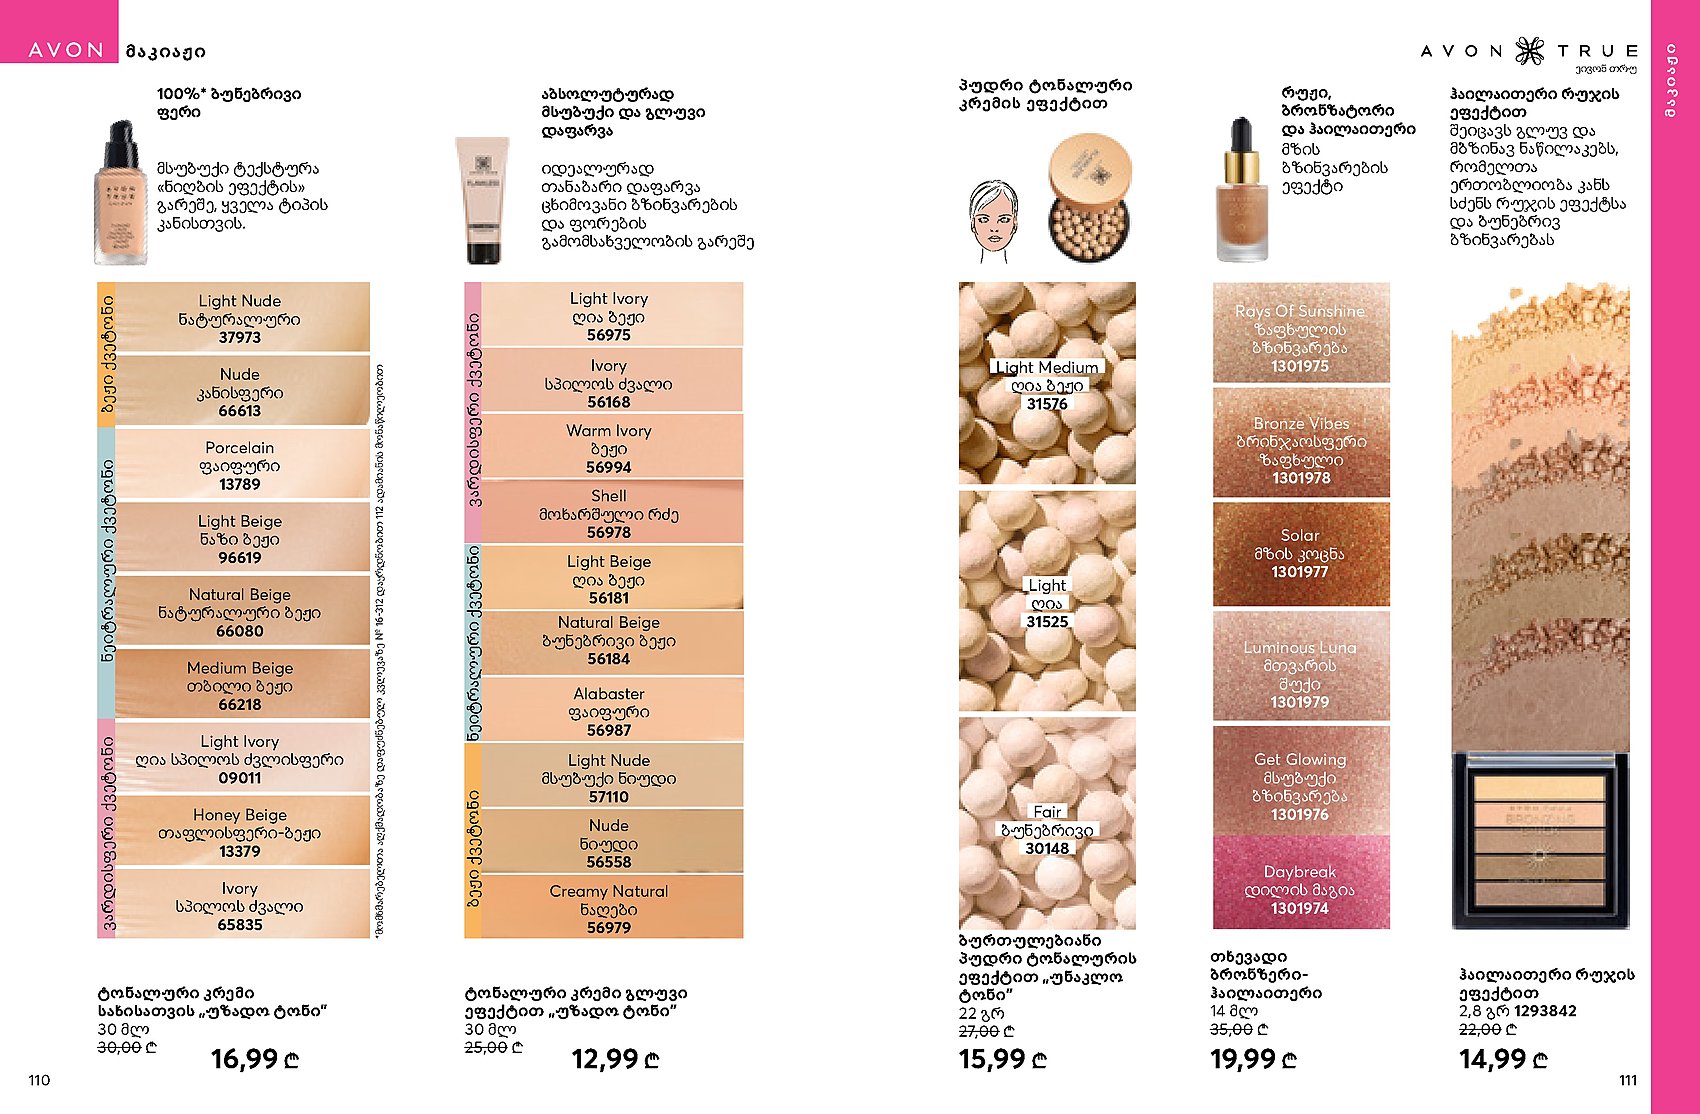 AVON
მაკიაჟი
100%* ბუნებრივი
ფერი
მსუბუქი ტექსტურა
«ნიღბის ეფექტის»
გარეშე, ყველა ტიპის
კანისთვის.
ბეჟი ქვეტონი
Light Nude
ნატურალური
37973
Nude
კანისფერი
66613
ნეიტრალური ქვეტონი
Porcelain
ფაიფური
13789
Light Beige
ნაზი ბეჟი
96619
Natural Beige
ნატურალური ბეჟი
66080
Medium Beige
თბილი ბეჟი
66218
ვარდისფერი ქვეტონი
Light Ivory
ღია სპილოს ძვლისფერი
09011
Honey Beige
თაფლისფერი-ბეჟი
13379
Ivory
სპილოს ძვალი
65835
*მომხმარებელთა აღქმადობაზე დაფუძნებულ კვლევაზე № 16-312 დაყრდნობით 112 ადამიანის მონაწილეობით
ტონალური კრემი
სახისათვის „უზადო ტონი“
30 მლ
30,00 ₾
16,99 ₾
აბსოლუტურად
მსუბუქი და გლუვი
დაფარვა
იდეალურად
თანაბარი დაფარვა
ცხიმოვანი ბზინვარების
და ფორების
გამომსახველობის გარეშე
ვარდისფერი ქვეტონი
Light Ivory
ღია ბეჟი
56975
Ivory
სპილოს ძვალი
56168
Warm Ivory
ბეჟი
56994
Shell
მოხარშული რძე
56978
ნეიტრალური ქვეტონი
Light Beige
ღია ბეჟი
56181
Natural Beige
ბუნებრივი ბეჟი
56184
Alabaster
ფაიფური
56987
ბეჟი ქვეტონი
Light Nude
მსუბუქი ნიუდი
57110
Nude
ნიუდი
56558
Creamy Natural
ნაღები
56979
ტონალური კრემი გლუვი
ეფექტით „უზადო ტონი“
30 მლ
25,00 ₾
12,99 ₾
110
AVON TRUE
ეივონ თრუ
მაკიაჟი
პუდრი ტონალური
კრემის ეფექტით
Light Medium
ღია ბეჟი
31576
Light
ღია
31525
Fair
ბუნებრივი
30148
ბურთულებიანი
პუდრი ტონალურის
ეფექტით „უნაკლო
ტონი“
22 გრ
27,00 ₾
15,99 ₾
რუჟი,
ბრონზატორი
და ჰაილაითერი
მზის
ბზინვარების
ეფექტი
Rays Of Sunshine
ზაფხულის
ბზინვარება
1301975
Bronze Vibes
ბრინჯაოსფერი
ზაფხული
1301978
Solar
მზის კოცნა
1301977
Luminous Luna
მთვარის
შუქი
1301979
Get Glowing
მსუბუქი
ბზინვარება
1301976
Daybreak
დილის მაგია
1301974
თხევადი
ბრონზერი-
ჰაილაითერი
14 მლ
35,00 ₾
19,99 ₾
ჰაილაითერი რუჯის
ეფექტით
შეიცავს გლუვ და
მბზინავ ნაწილაკებს,
რომელთა
ერთობლიობა კანს
სძენს რუჯის ეფექტსა
და ბუნებრივ
ბზინვარებას
ჰაილაითერი რუჯის
ეფექტით
2,8 გრ 1293842
22,00 ₾
14,99 ₾
111